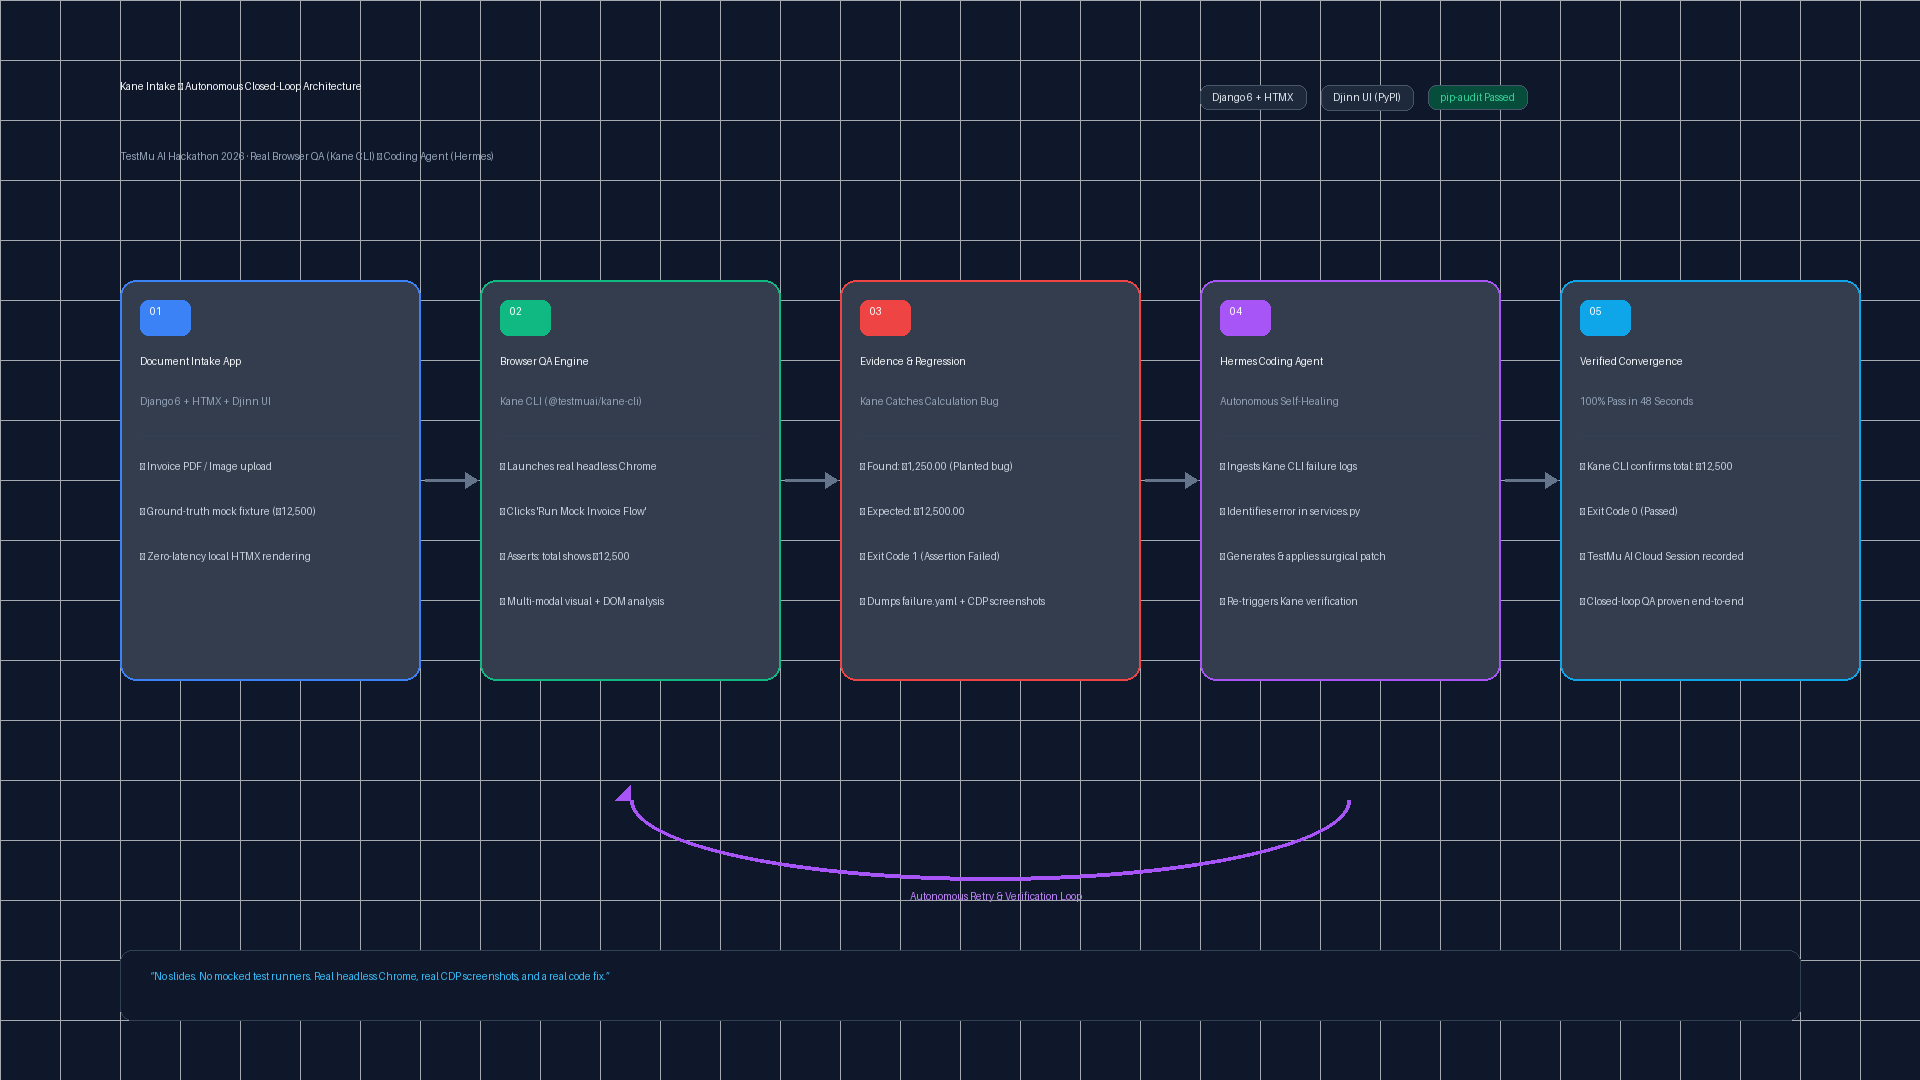 Kane Intake ▯ Autonomous Closed-Loop Architecture
Django 6 + HTMX
Djinn UI (PyPI)
pip-audit Passed
TestMu AI Hackathon 2026 · Real Browser QA (Kane CLI) ▯ Coding Agent (Hermes)
01
Document Intake App
Django 6 + HTMX + Djinn UI
▯ Invoice PDF / Image upload
▯ Ground-truth mock fixture (▯12,500)
▯ Zero-latency local HTMX rendering
02
Browser QA Engine
Kane CLI (@testmuai/kane-cli)
▯ Launches real headless Chrome
▯ Clicks 'Run Mock Invoice Flow'
▯ Asserts: total shows ▯12,500
▯ Multi-modal visual + DOM analysis
03
Evidence & Regression
Kane Catches Calculation Bug
▯ Found: ▯1,250.00 (Planted bug)
▯ Expected: ▯12,500.00
▯ Exit Code 1 (Assertion Failed)
▯ Dumps failure.yaml + CDP screenshots
04
Hermes Coding Agent
Autonomous Self-Healing
▯ Ingests Kane CLI failure logs
▯ Identifies error in services.py
▯ Generates & applies surgical patch
▯ Re-triggers Kane verification
05
Verified Convergence
100% Pass in 48 Seconds
▯ Kane CLI confirms total: ▯12,500
▯ Exit Code 0 (Passed)
▯ TestMu AI Cloud Session recorded
▯ Closed-loop QA proven end-to-end
Autonomous Retry & Verification Loop
"No slides. No mocked test runners. Real headless Chrome, real CDP screenshots, and a real code fix."